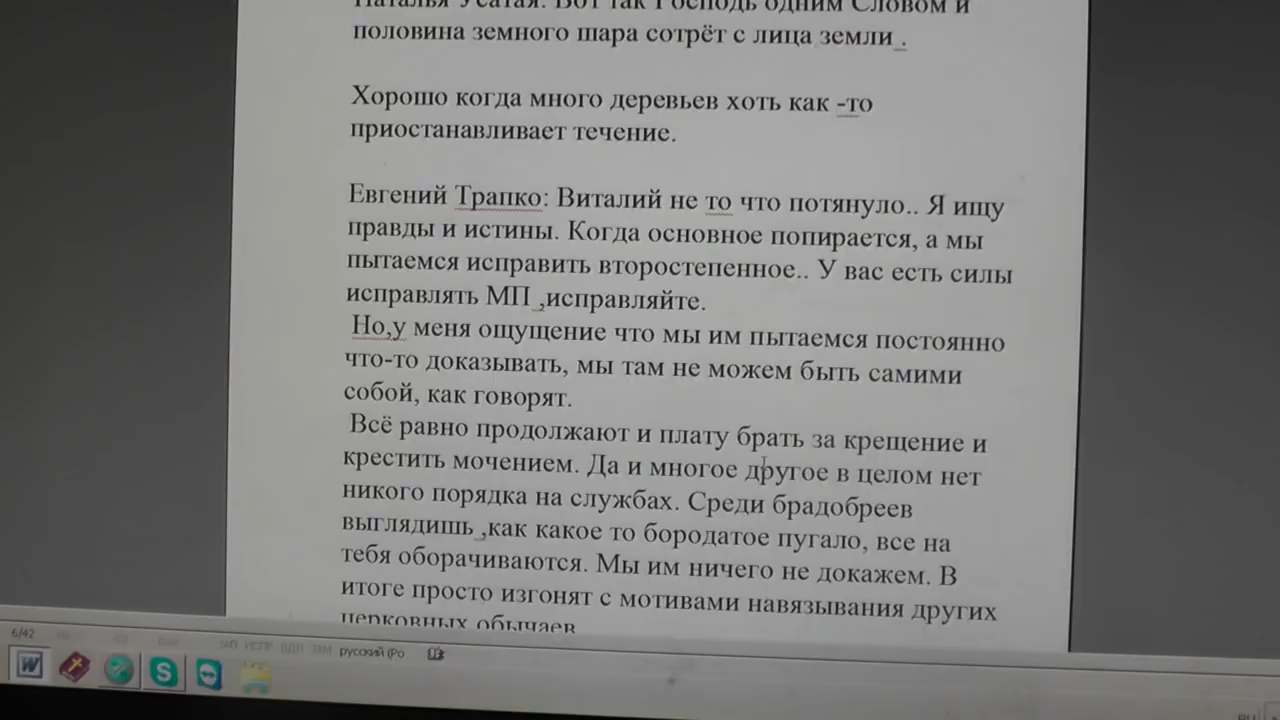 Наталья Усатая: Вот так Господь одним Словом и
половина земного шара сотрёт с лица земли .
Хорошо когда много деревьев хоть как -то
приостанавливает течение.
Евгений Трапко: Виталий не то что потянуло.. Я ищу
правды и истины. Когда основное попирается, а мы
пытаемся исправить второстепенное.. У вас есть силы
исправлять МП ,исправляйте.
Но,у меня ощущение что мы им пытаемся постоянно
что-то доказывать, мы там не можем быть самими
собой, как говорят.
Всё равно продолжают и плату брать за крещение и
крестить мочением. Да и многое другое в целом нет
никого порядка на службах. Среди брадобреев
выглядишь ,как какое то бородатое пугало, все на
тебя оборачиваются. Мы им ничего не докажем. В
итоге просто изгонят с мотивами навязывания других
церковных обычаев
6/42
ЗАП ИСПР ВДЛ ЗАМ русский (Ро
W
S
RU